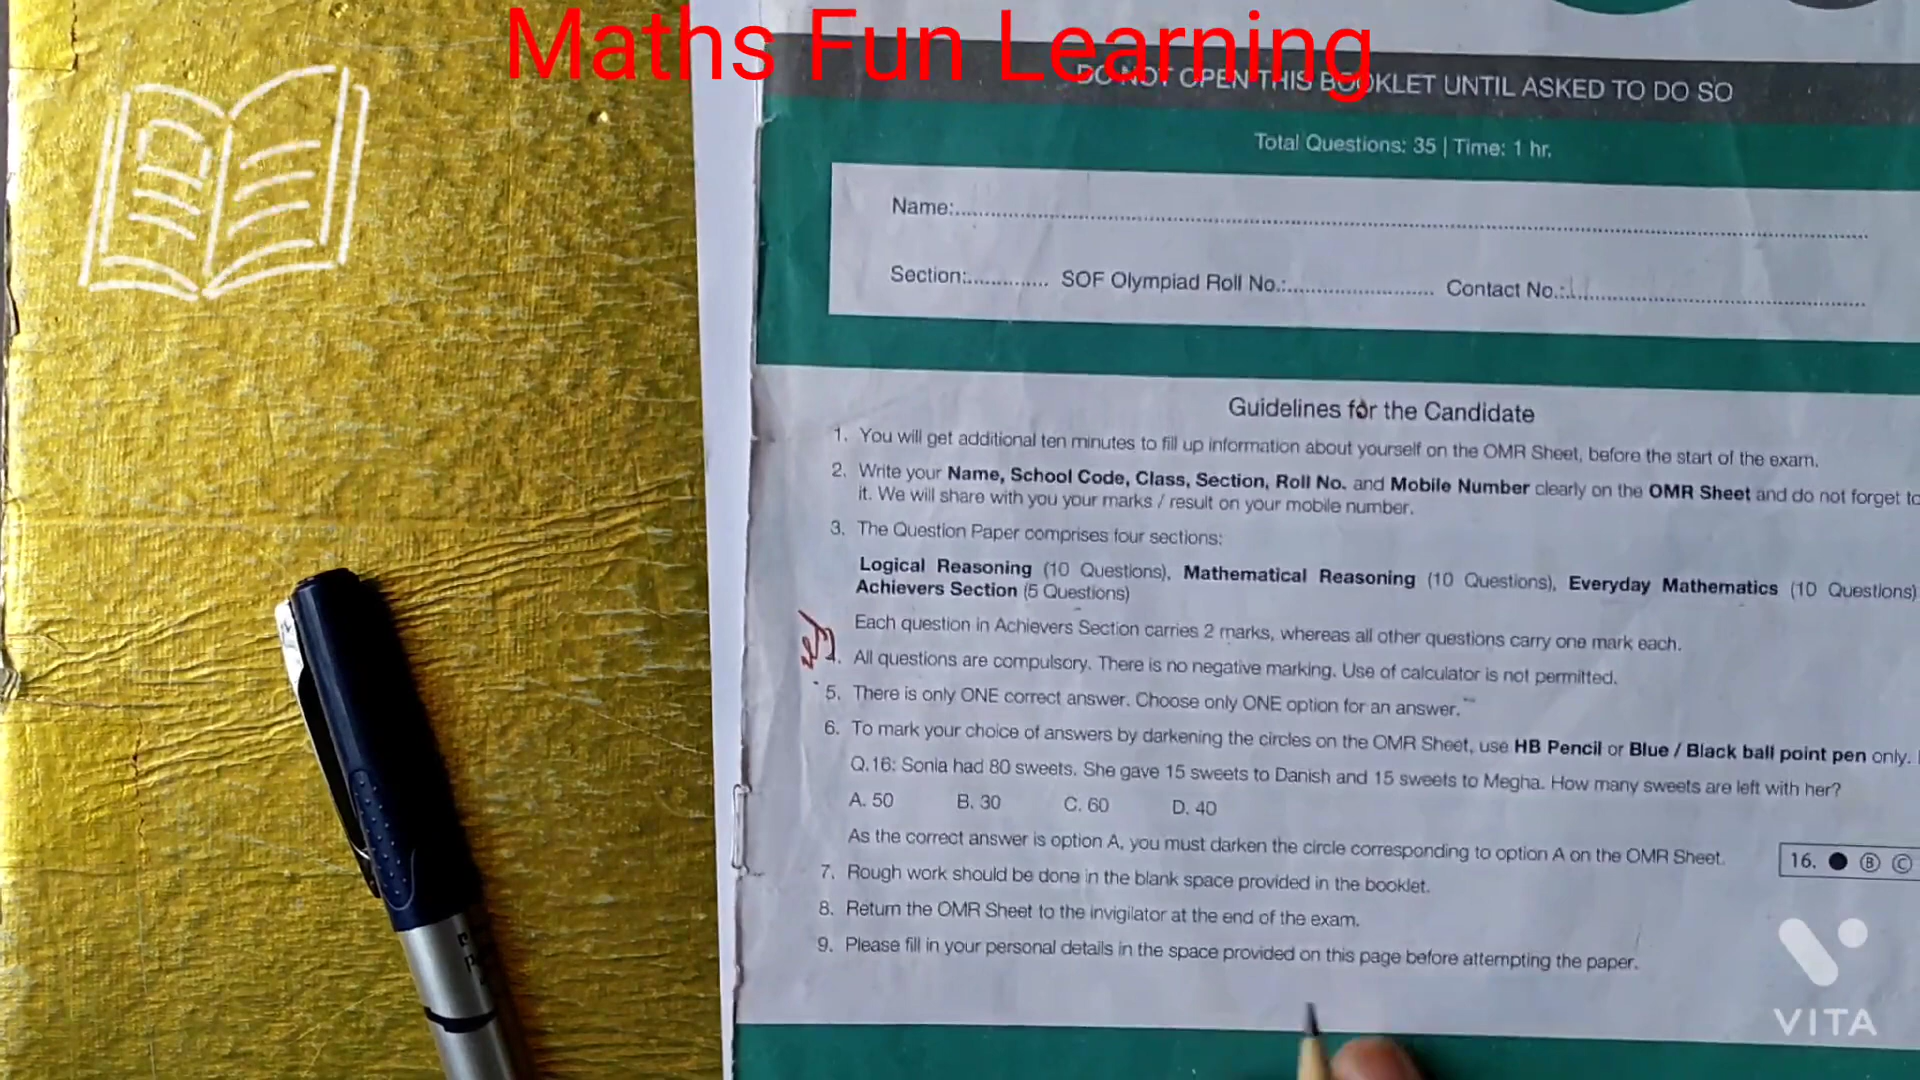 Maths Fun Learning
DO NOT OPEN THIS BOOKLET UNTIL ASKED TO DO SO
Total Questions: 35 | Time: 1 hr.
Name:
Section: SOF Olympiad Roll No.: Contact No.:
Guidelines for the Candidate
1. You will get additional ten minutes to fill up information about yourself on the OMR Sheet, before the start of the exam.
2. Write your Name, School Code, Class, Section, Roll No. and Mobile Number clearly on the OMR Sheet and do not forget to
it. We will share with you your marks / result on your mobile number.
3. The Question Paper comprises four sections:
Logical Reasoning (10 Questions), Mathematical Reasoning (10 Questions), Everyday Mathematics (10 Questions)
Achievers Section (5 Questions)
Each question in Achievers Section carries 2 marks, whereas all other questions carry one mark each.
4. All questions are compulsory. There is no negative marking. Use of calculator is not permitted.
5. There is only ONE correct answer. Choose only ONE option for an answer.
6. To mark your choice of answers by darkening the circles on the OMR Sheet, use HB Pencil or Blue / Black ball point pen only.
Q.16: Sonia had 80 sweets. She gave 15 sweets to Danish and 15 sweets to Megha. How many sweets are left with her?
A. 50 B. 30 C. 60 D. 40
As the correct answer is option A, you must darken the circle corresponding to option A on the OMR Sheet.
16. ● Ⓑ Ⓒ
7. Rough work should be done in the blank space provided in the booklet.
8. Return the OMR Sheet to the invigilator at the end of the exam.
9. Please fill in your personal details in the space provided on this page before attempting the paper.
VITA